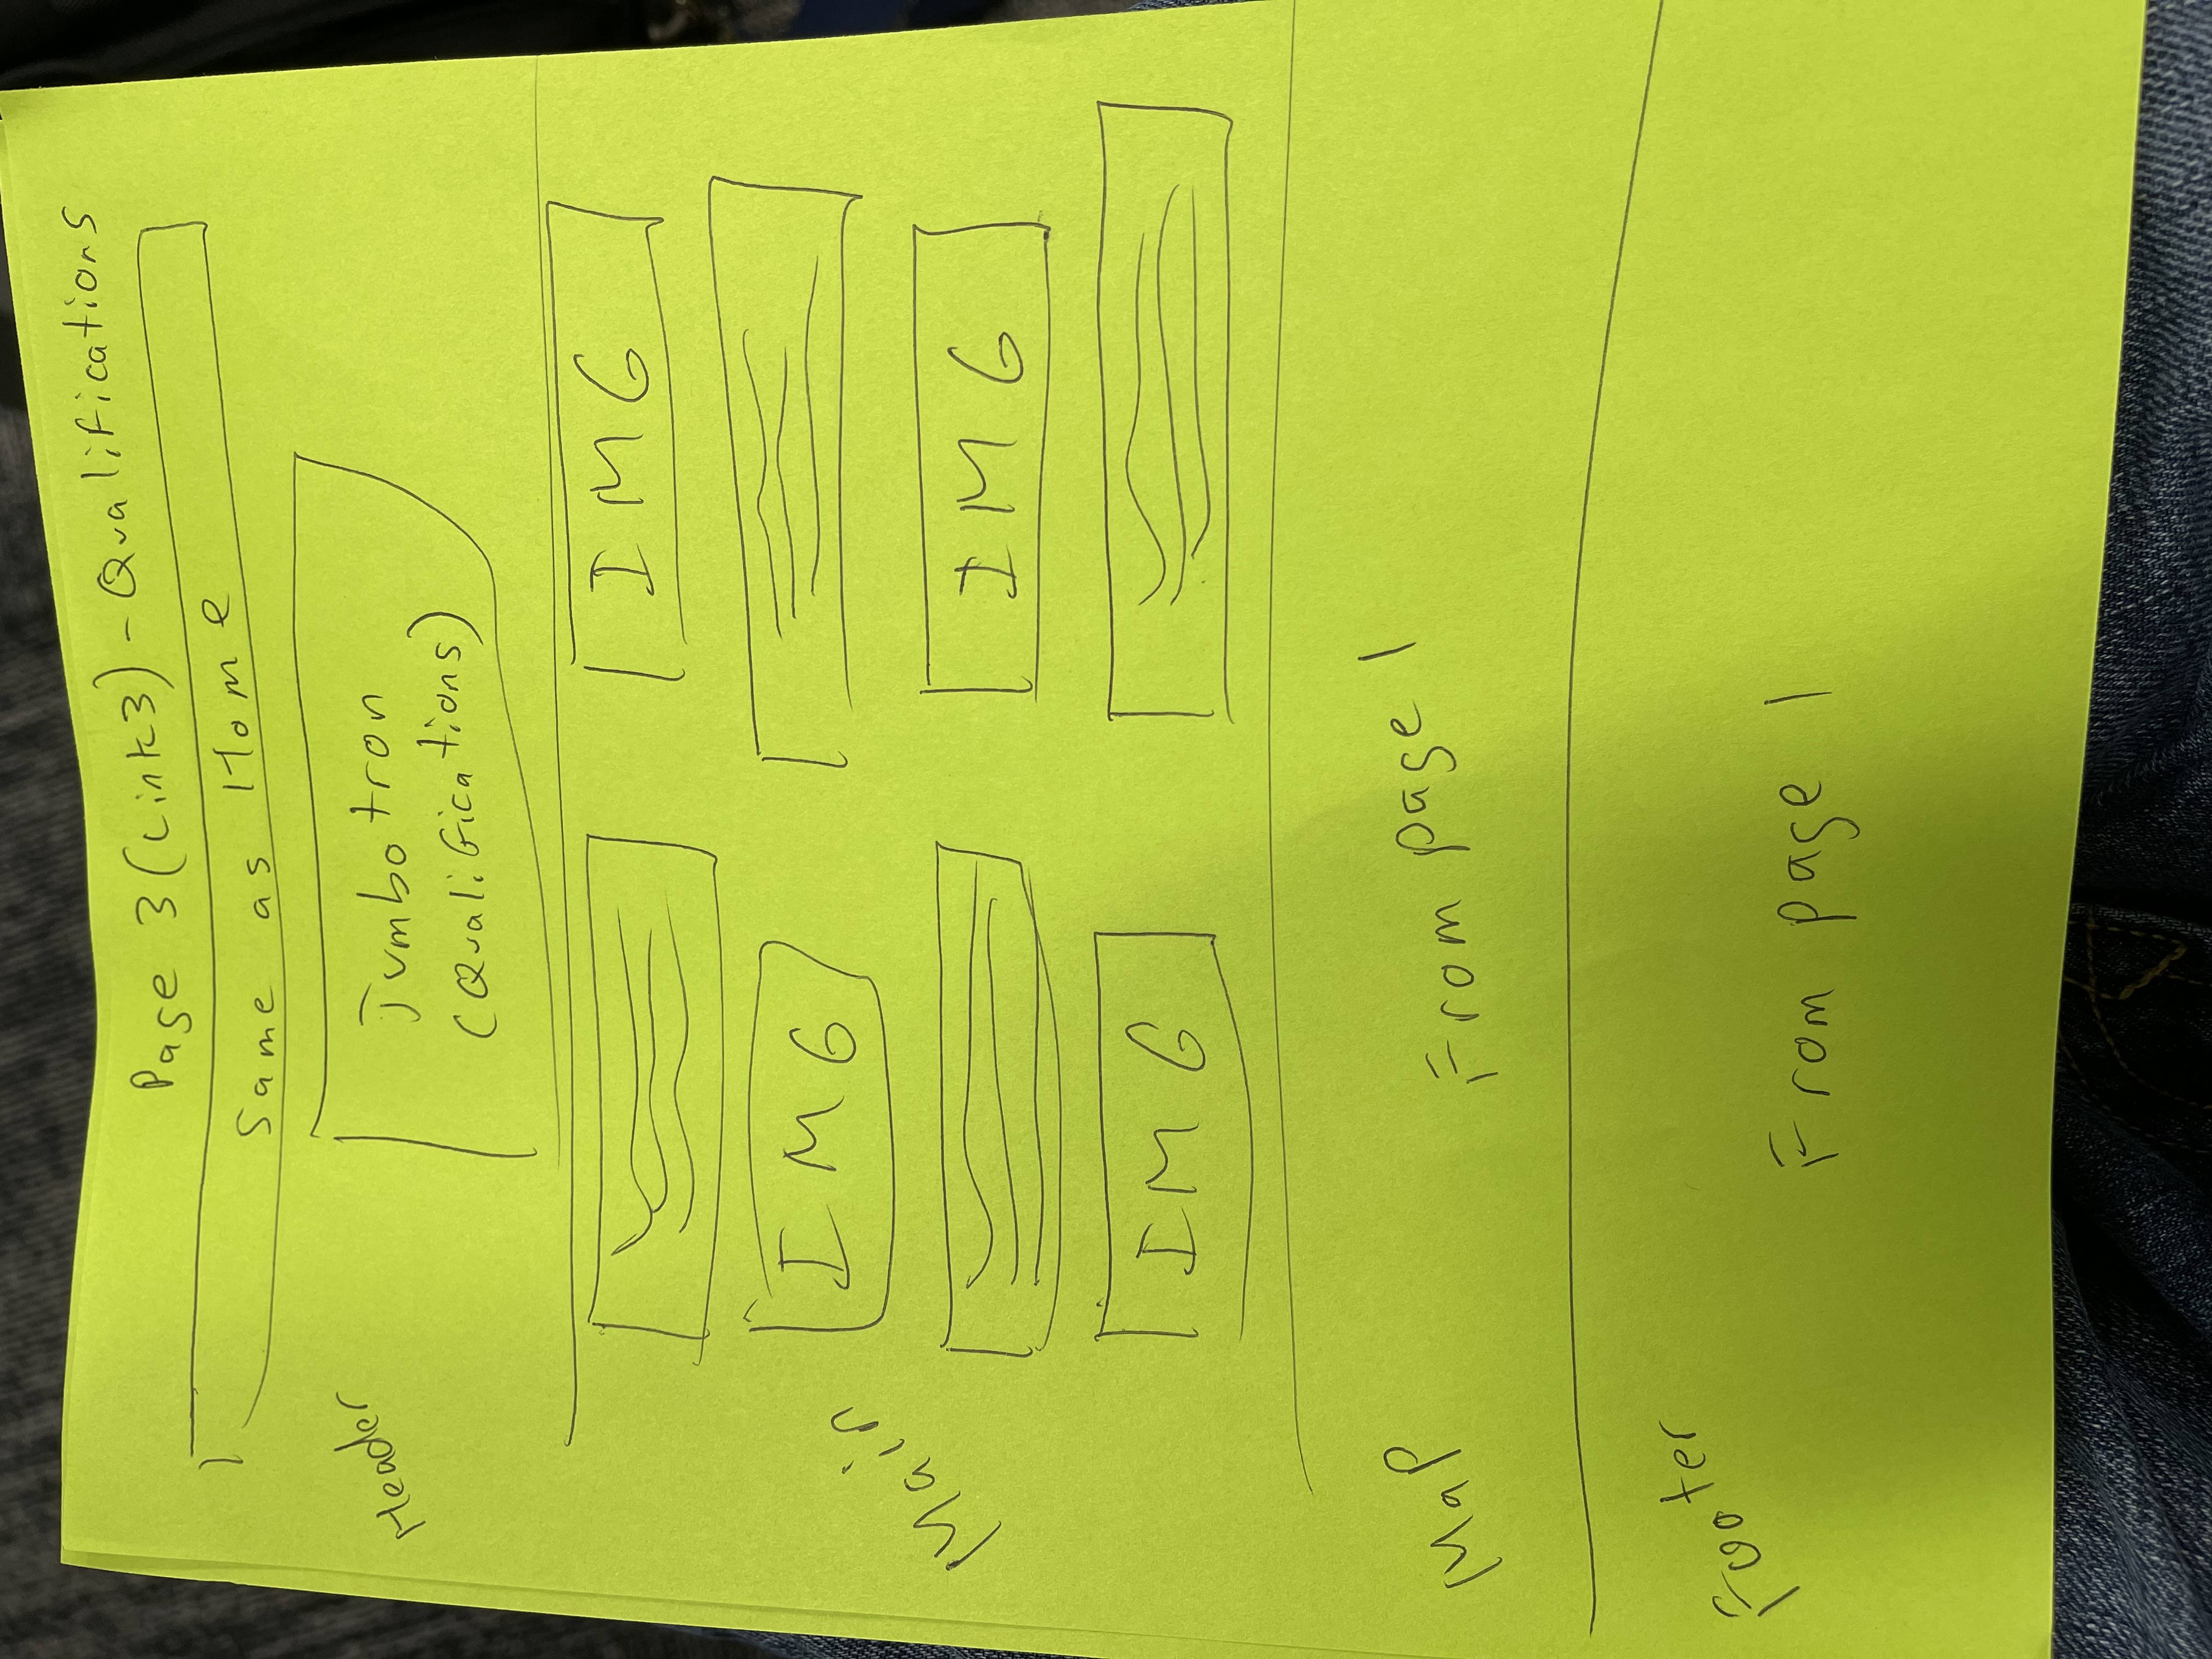 Page 3 (Link3) - Qualifications
Same as Home
Header
Jumbotron
(Qualifications)
IMG
Main
IMG
IMG
IMG
Map
From page 1
Footer
From page 1